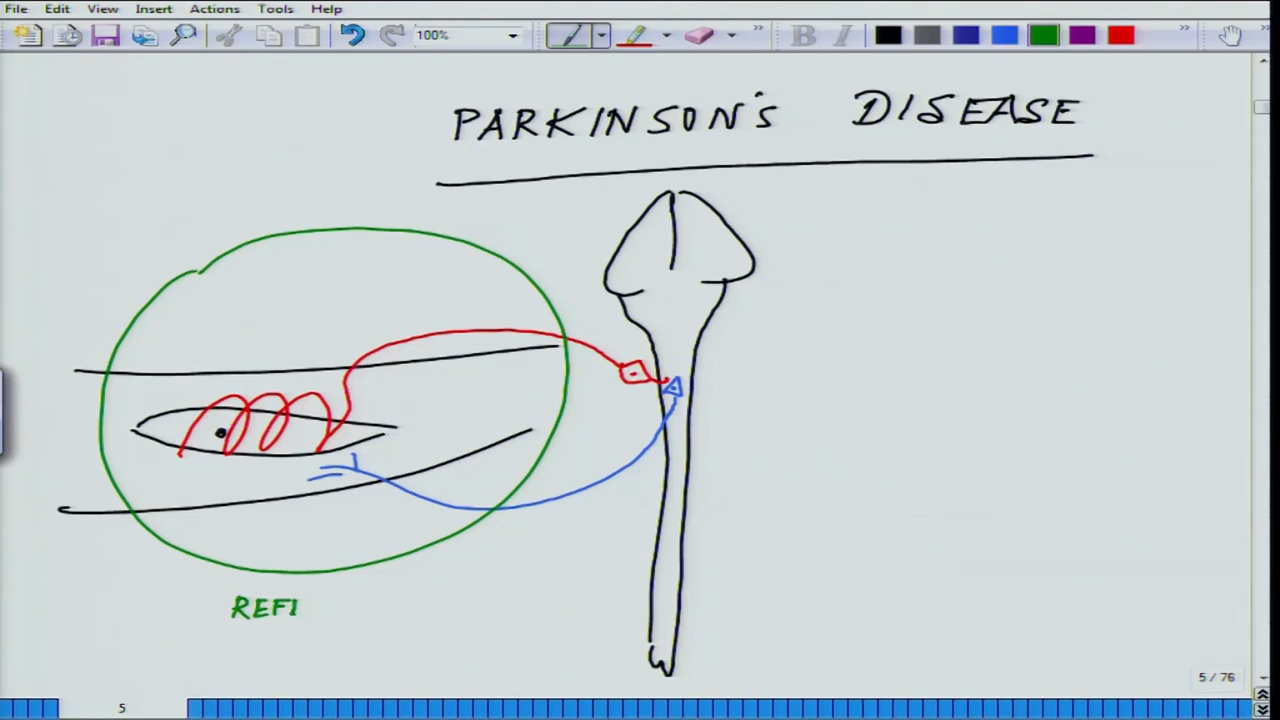 File Edit View Insert Actions Tools Help
100%
B I
PARKINSON'S DISEASE
REFI
5 / 76
5